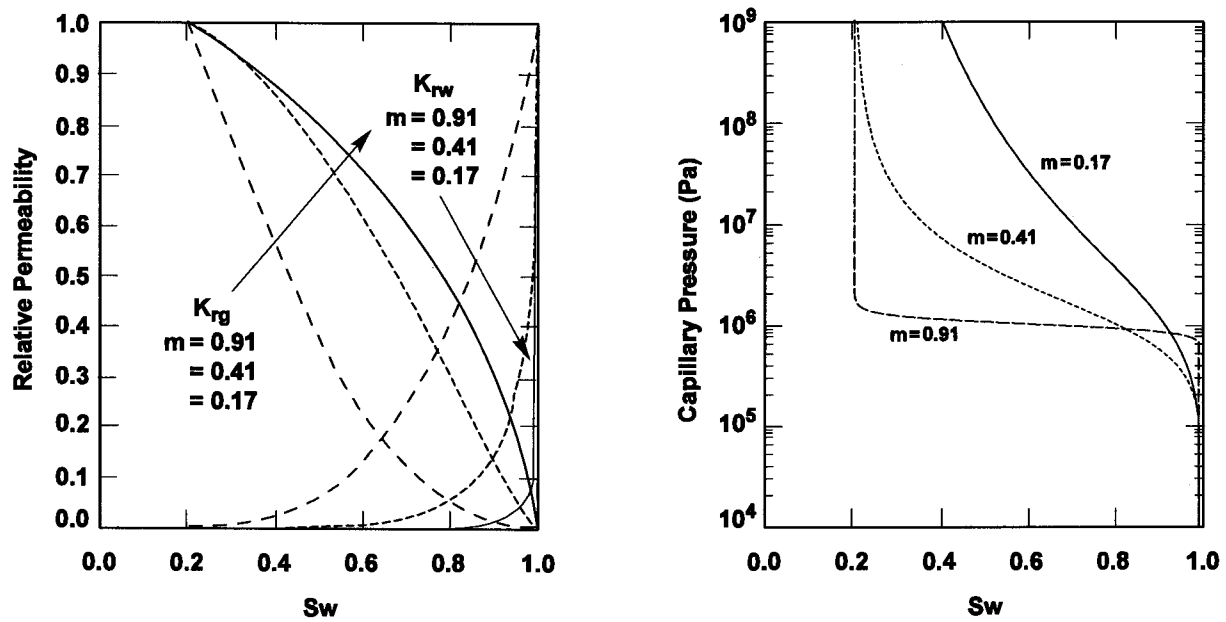 Relative Permeability
1.0
0.9
0.8
0.7
0.6
0.5
0.4
0.3
0.2
0.1
0.0
Krw
m = 0.91
= 0.41
= 0.17
Krg
m = 0.91
= 0.41
= 0.17
0.0 0.2 0.4 0.6 0.8 1.0
Sw
Capillary Pressure (Pa)
10⁹
10⁸
10⁷
10⁶
10⁵
10⁴
m=0.17
m=0.41
m=0.91
0.0 0.2 0.4 0.6 0.8 1.0
Sw